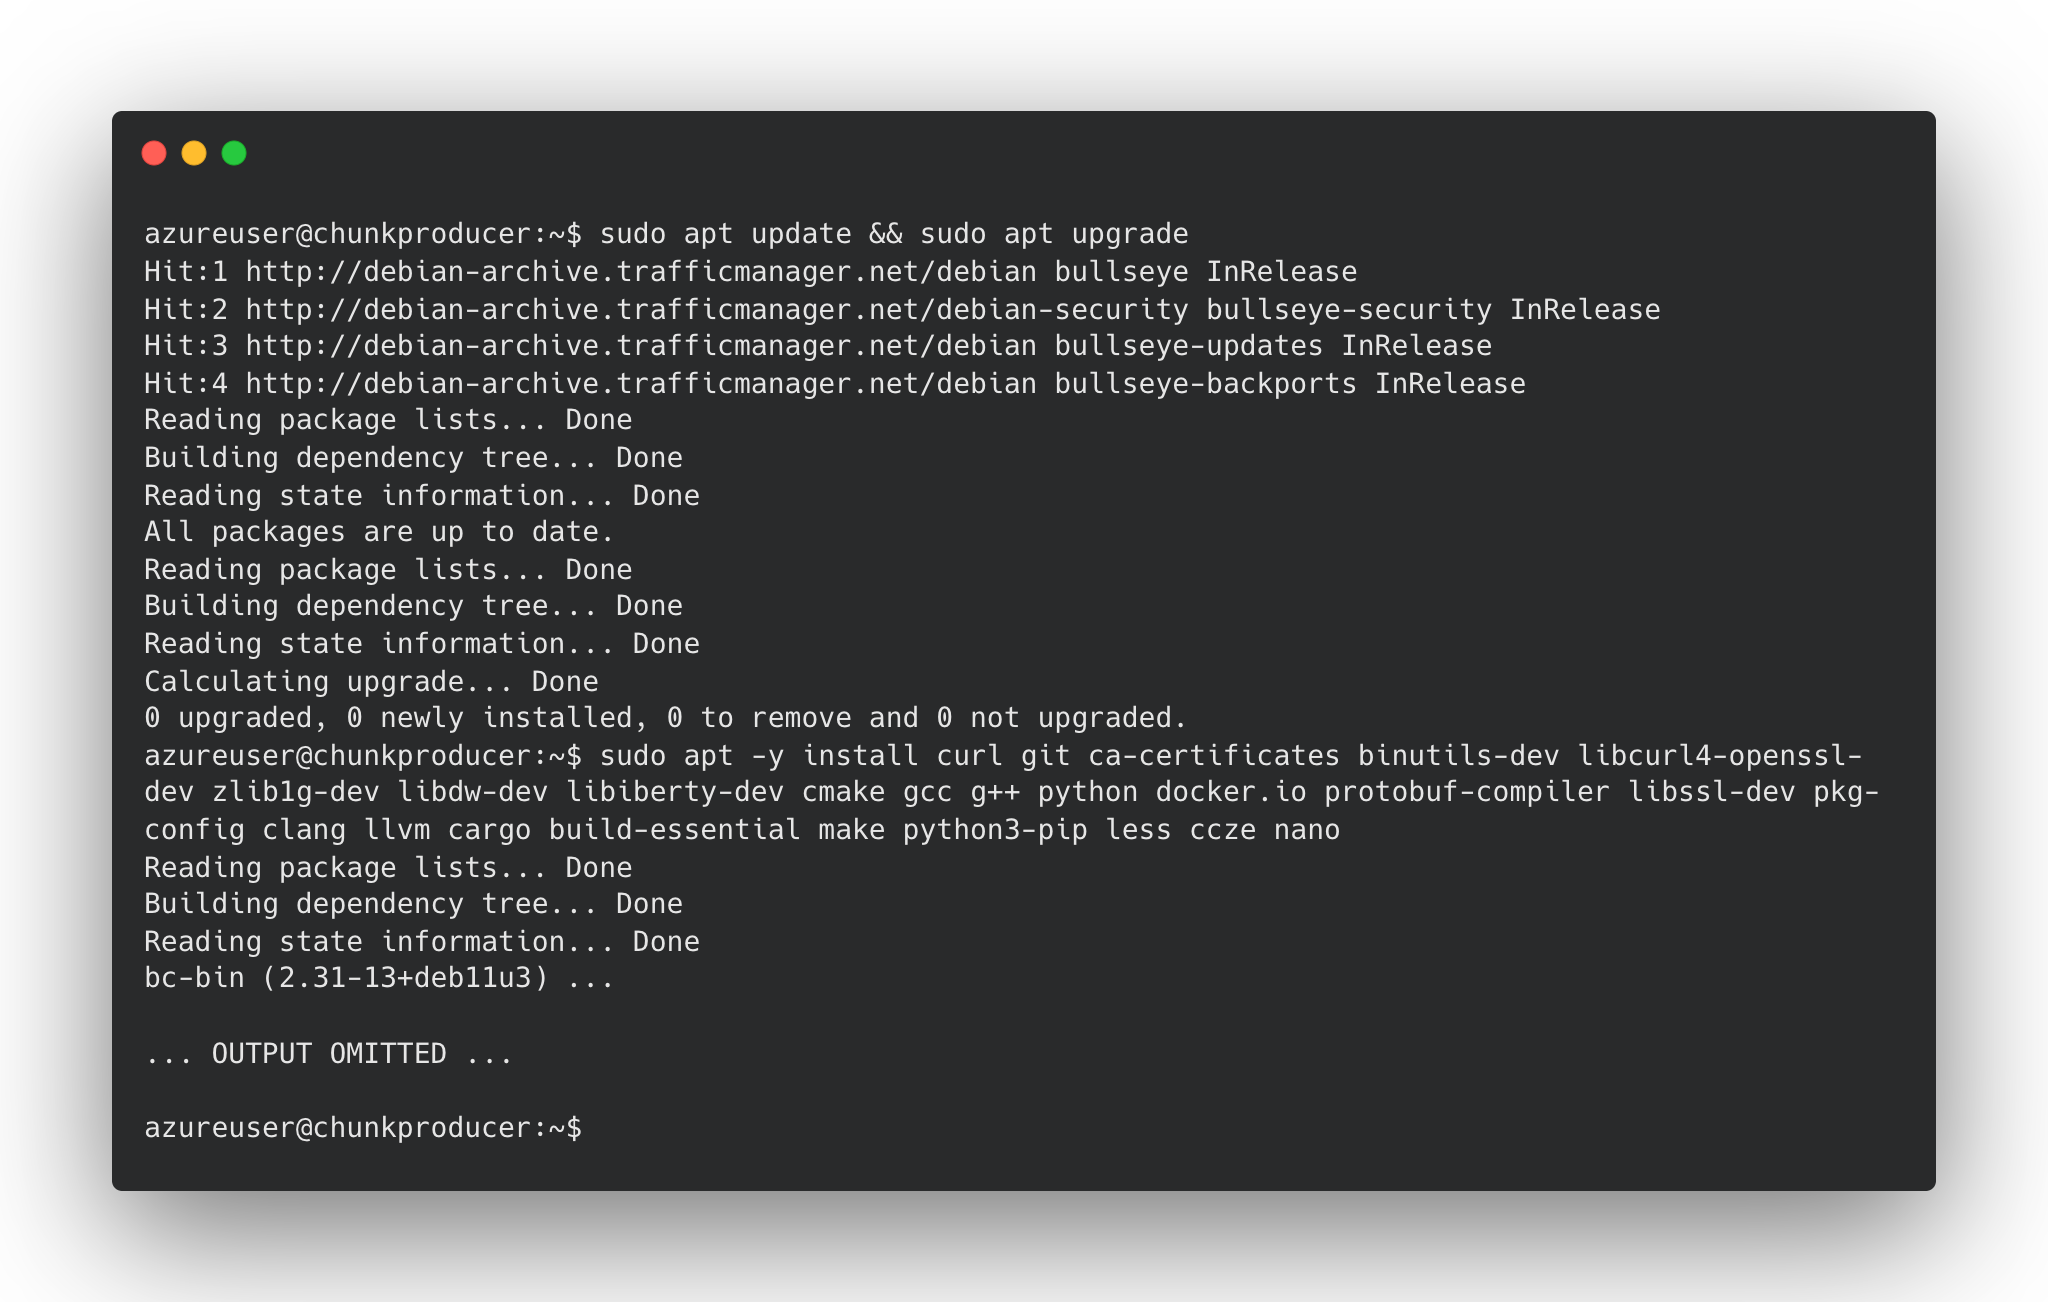 azureuser@chunkproducer:~$ sudo apt update && sudo apt upgrade
Hit:1 http://debian-archive.trafficmanager.net/debian bullseye InRelease
Hit:2 http://debian-archive.trafficmanager.net/debian-security bullseye-security InRelease
Hit:3 http://debian-archive.trafficmanager.net/debian bullseye-updates InRelease
Hit:4 http://debian-archive.trafficmanager.net/debian bullseye-backports InRelease
Reading package lists... Done
Building dependency tree... Done
Reading state information... Done
All packages are up to date.
Reading package lists... Done
Building dependency tree... Done
Reading state information... Done
Calculating upgrade... Done
0 upgraded, 0 newly installed, 0 to remove and 0 not upgraded.
azureuser@chunkproducer:~$ sudo apt -y install curl git ca-certificates binutils-dev libcurl4-openssl-
dev zlib1g-dev libdw-dev libiberty-dev cmake gcc g++ python docker.io protobuf-compiler libssl-dev pkg-
config clang llvm cargo build-essential make python3-pip less ccze nano
Reading package lists... Done
Building dependency tree... Done
Reading state information... Done
bc-bin (2.31-13+deb11u3) ...
... OUTPUT OMITTED ...
azureuser@chunkproducer:~$